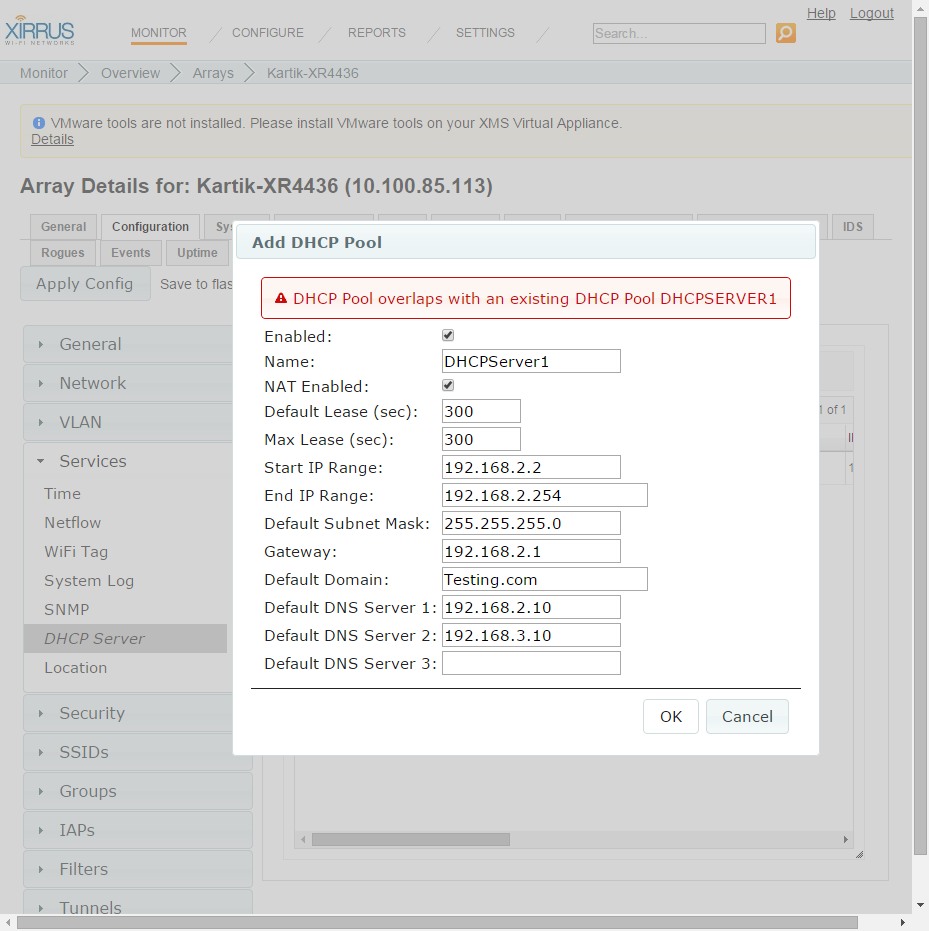 Help Logout
XIRRUS
WI-FI NETWORKS
MONITOR CONFIGURE REPORTS SETTINGS
Search...
Monitor Overview Arrays Kartik-XR4436
VMware tools are not installed. Please install VMware tools on your XMS Virtual Appliance.
Details
Array Details for: Kartik-XR4436 (10.100.85.113)
General Configuration Sys IDS
Rogues Events Uptime
Apply Config Save to flas
Add DHCP Pool
DHCP Pool overlaps with an existing DHCP Pool DHCPSERVER1
Enabled:
Name: DHCPServer1
NAT Enabled:
Default Lease (sec): 300
Max Lease (sec): 300
Start IP Range: 192.168.2.2
End IP Range: 192.168.2.254
Default Subnet Mask: 255.255.255.0
Gateway: 192.168.2.1
Default Domain: Testing.com
Default DNS Server 1: 192.168.2.10
Default DNS Server 2: 192.168.3.10
Default DNS Server 3:
OK Cancel
General
Network
VLAN
Services
Time
Netflow
WiFi Tag
System Log
SNMP
DHCP Server
Location
Security
SSIDs
Groups
IAPs
Filters
Tunnels
1 of 1